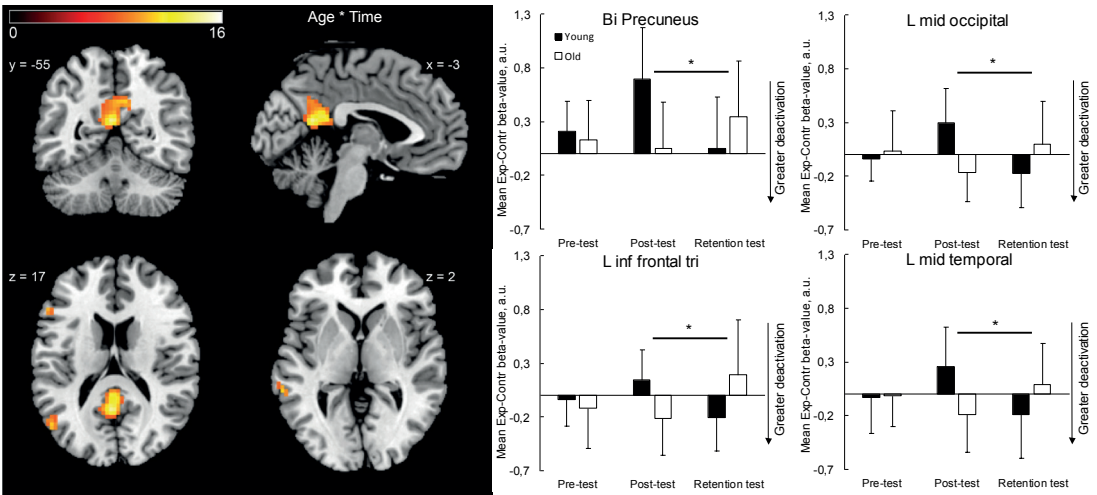 Age * Time
0
16
y = -55
x = -3
z = 17
z = 2
Bi Precuneus
Mean Exp-Contr beta-value, a.u.
1,3
0,8
0,3
-0,2
-0,7
Young
Old
*
Greater deactivation
Pre-test
Post-test
Retention test
L mid occipital
Mean Exp-Contr beta-value, a.u.
1,3
0,8
0,3
-0,2
-0,7
*
Greater deactivation
Pre-test
Post-test
Retention test
L inf frontal tri
Mean Exp-Contr beta-value, a.u.
1,3
0,8
0,3
-0,2
-0,7
*
Greater deactivation
Pre-test
Post-test
Retention test
L mid temporal
Mean Exp-Contr beta-value, a.u.
1,3
0,8
0,3
-0,2
-0,7
*
Greater deactivation
Pre-test
Post-test
Retention test